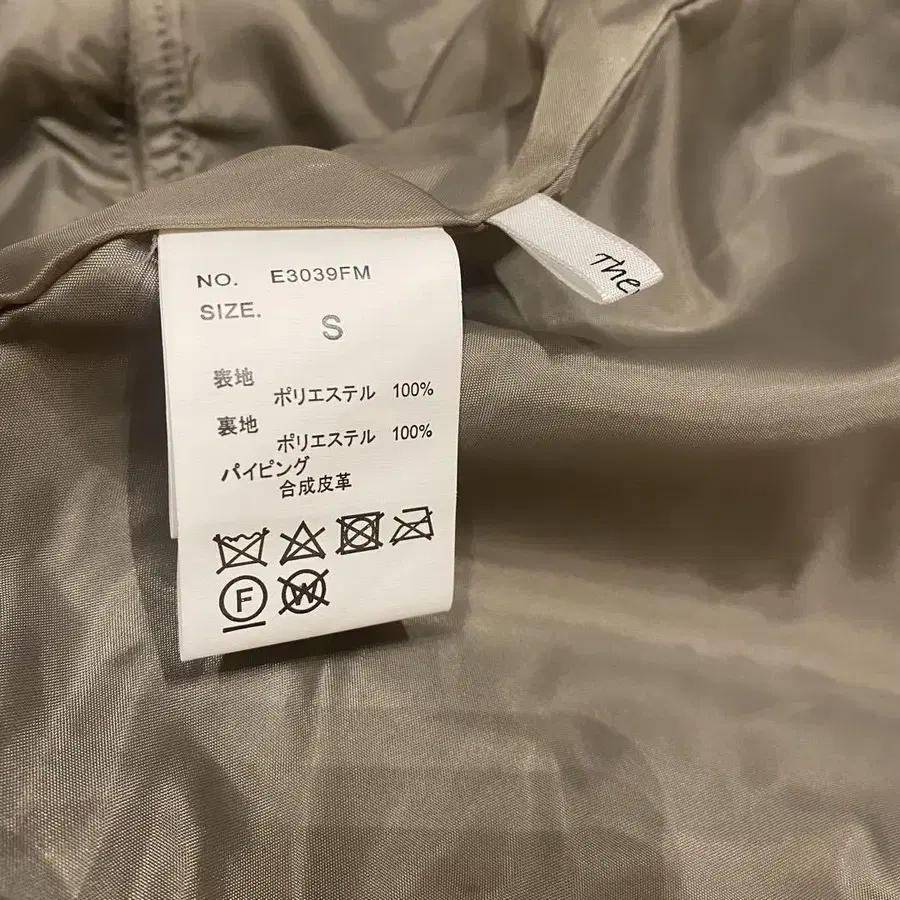 NO. E3039FM
SIZE.
S
表地
ポリエステル 100%
裏地
ポリエステル 100%
パイピング
合成皮革
F
W
The